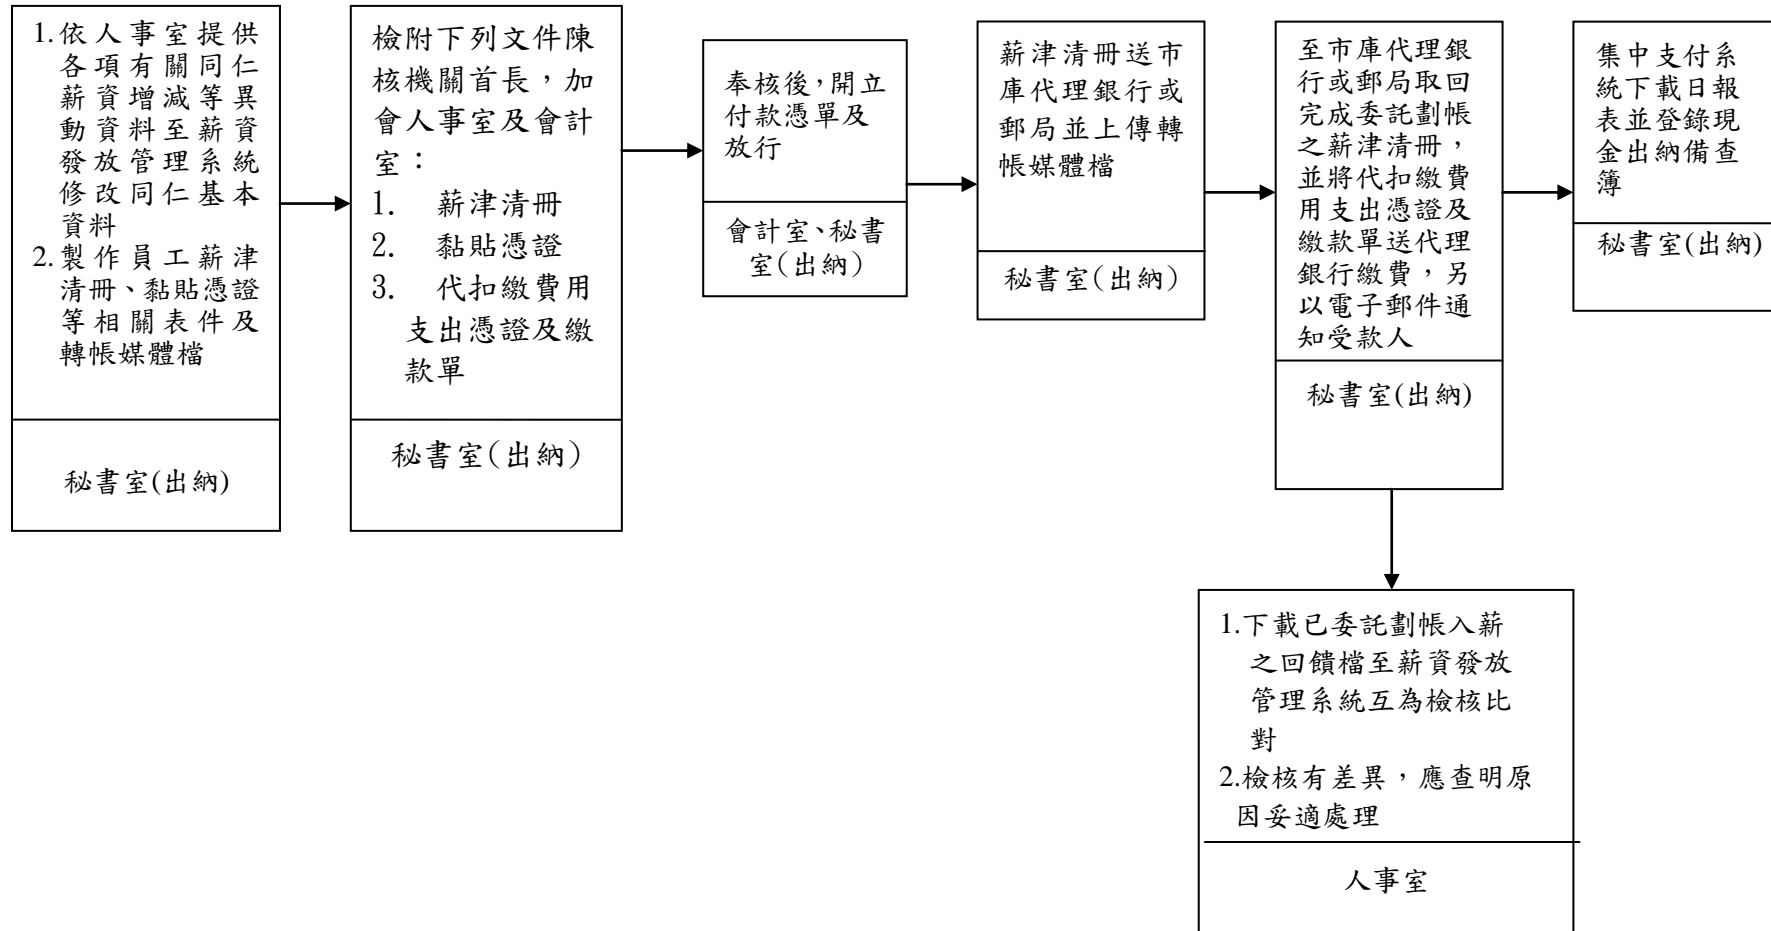 1.依人事室提供
各項有關同仁
薪資增減等異
動資料至薪資
發放管理系統
修改同仁基本
資料
2.製作員工薪津
清冊、黏貼憑證
等相關表件及
轉帳媒體檔
秘書室(出納)
檢附下列文件陳
核機關首長，加
會人事室及會計
室：
1. 薪津清冊
2. 黏貼憑證
3. 代扣繳費用
支出憑證及繳
款單
秘書室(出納)
奉核後，開立
付款憑單及
放行
會計室、秘書
室(出納)
薪津清冊送市
庫代理銀行或
郵局並上傳轉
帳媒體檔
秘書室(出納)
至市庫代理銀
行或郵局取回
完成委託劃帳
之薪津清冊，
並將代扣繳費
用支出憑證及
繳款單送代理
銀行繳費，另
以電子郵件通
知受款人
秘書室(出納)
集中支付系
統下載日報
表並登錄現
金出納備查
簿
秘書室(出納)
1.下載已委託劃帳入薪
之回饋檔至薪資發放
管理系統互為檢核比
對
2.檢核有差異，應查明原
因妥適處理
人事室